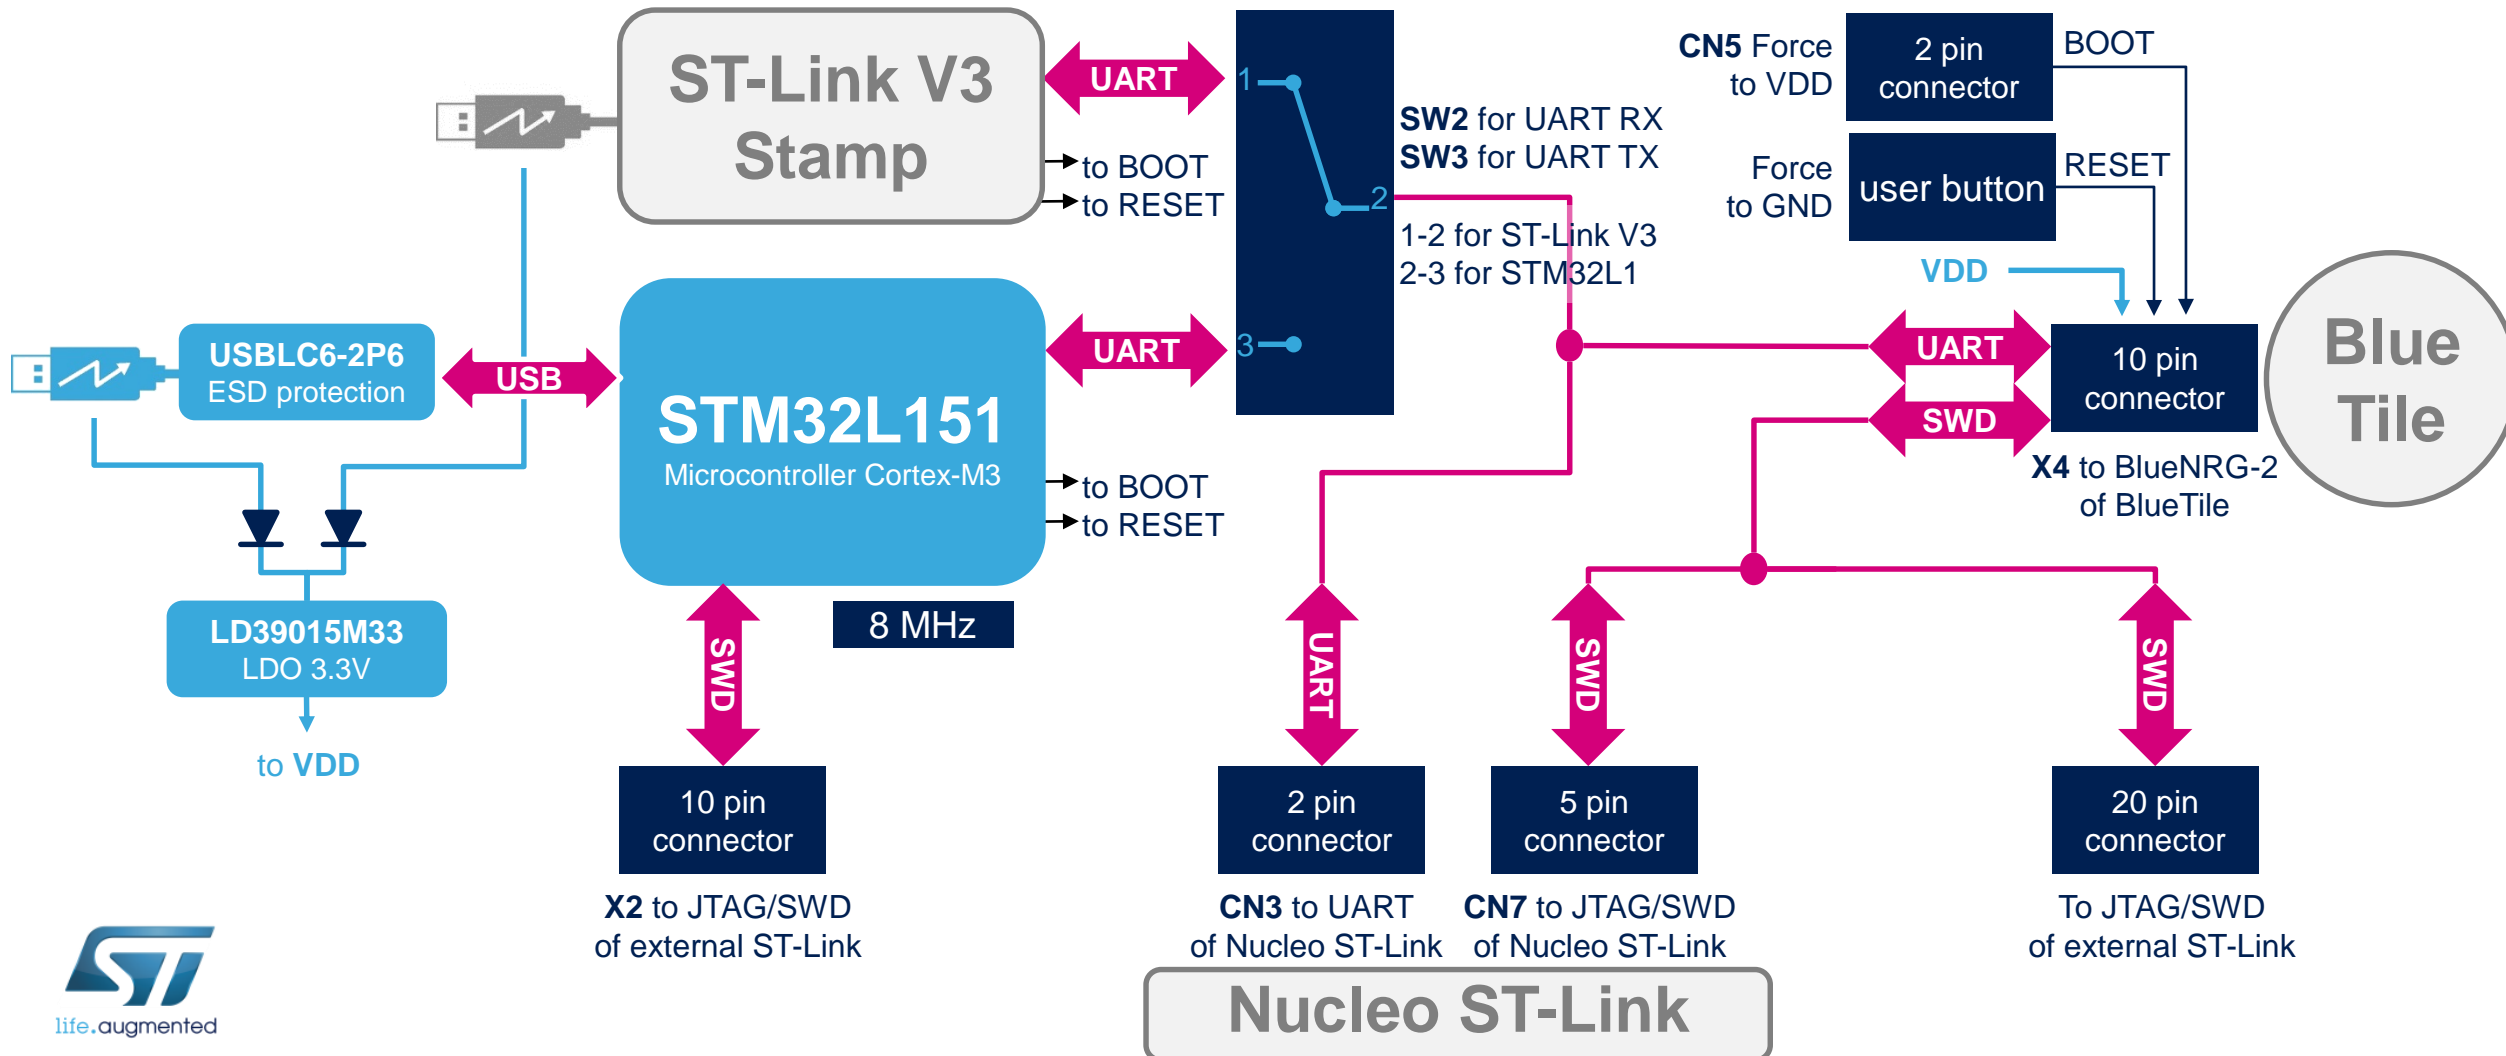 ST-Link V3
Stamp
UART
to BOOT
to RESET
1
2
3
SW2 for UART RX
SW3 for UART TX
1-2 for ST-Link V3
2-3 for STM32L1
CN5 Force
to VDD
2 pin
connector
BOOT
Force
to GND
user button
RESET
VDD
USBLC6-2P6
ESD protection
USB
STM32L151
Microcontroller Cortex-M3
to BOOT
to RESET
UART
UART
SWD
10 pin
connector
Blue
Tile
X4 to BlueNRG-2
of BlueTile
8 MHz
LD39015M33
LDO 3.3V
to VDD
SWD
UART
SWD
SWD
10 pin
connector
2 pin
connector
5 pin
connector
20 pin
connector
X2 to JTAG/SWD
of external ST-Link
CN3 to UART
of Nucleo ST-Link
CN7 to JTAG/SWD
of Nucleo ST-Link
To JTAG/SWD
of external ST-Link
Nucleo ST-Link
ST
life.augmented